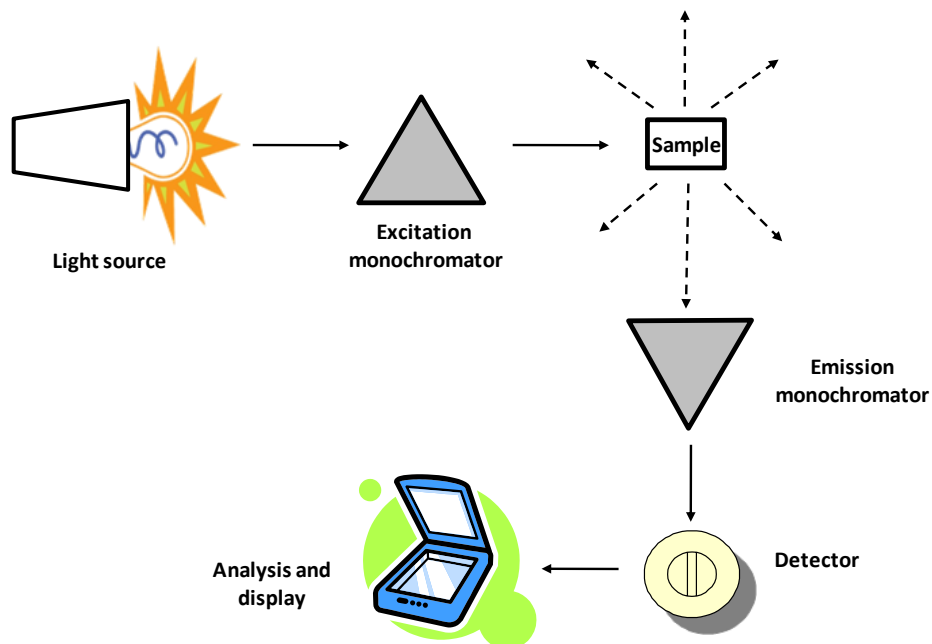 Sample
Light source
Excitation
monochromator
Emission
monochromator
Detector
Analysis and
display